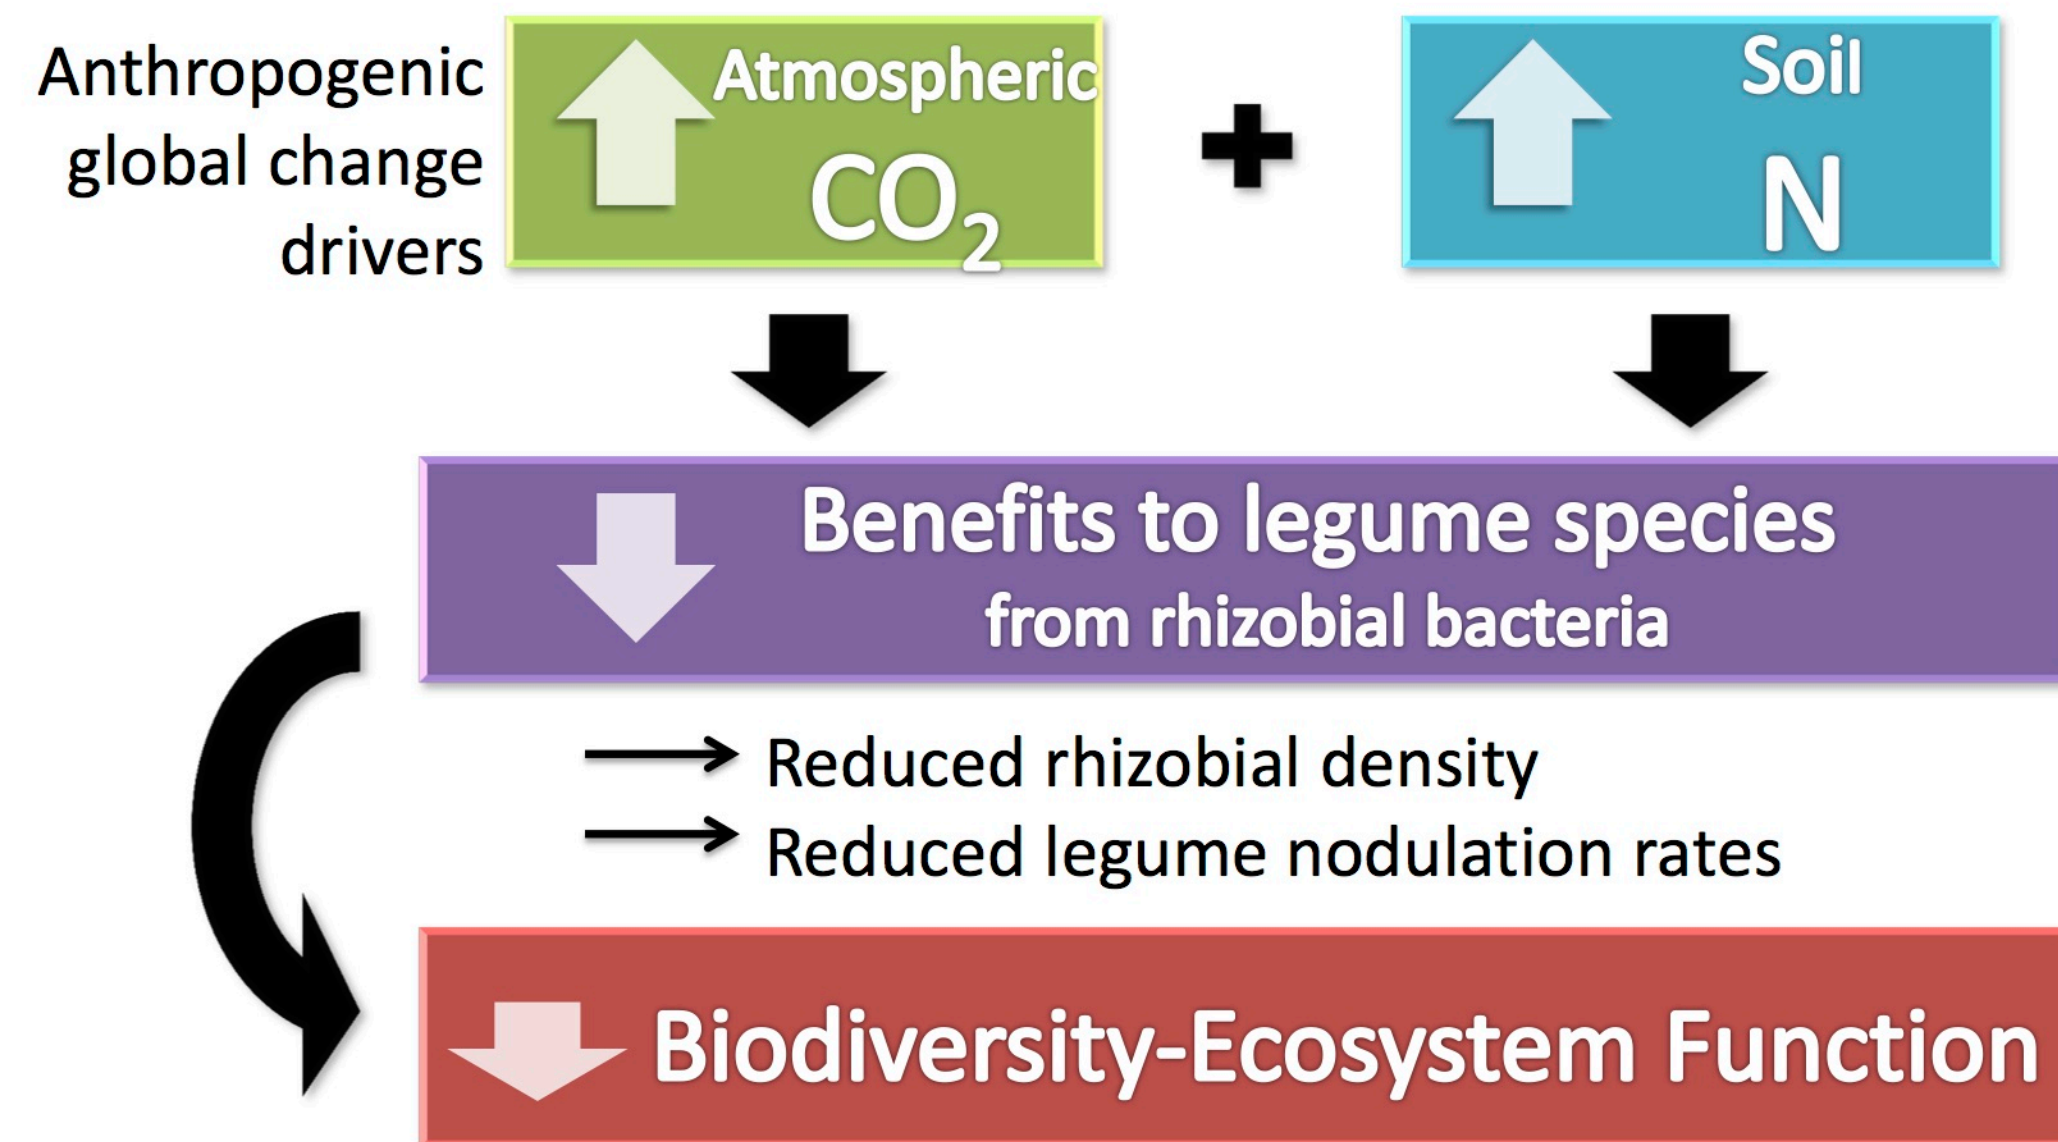 Anthropogenic
global change
drivers
Atmospheric
CO₂
Soil
N
Benefits to legume species
from rhizobial bacteria
Reduced rhizobial density
Reduced legume nodulation rates
Biodiversity-Ecosystem Function